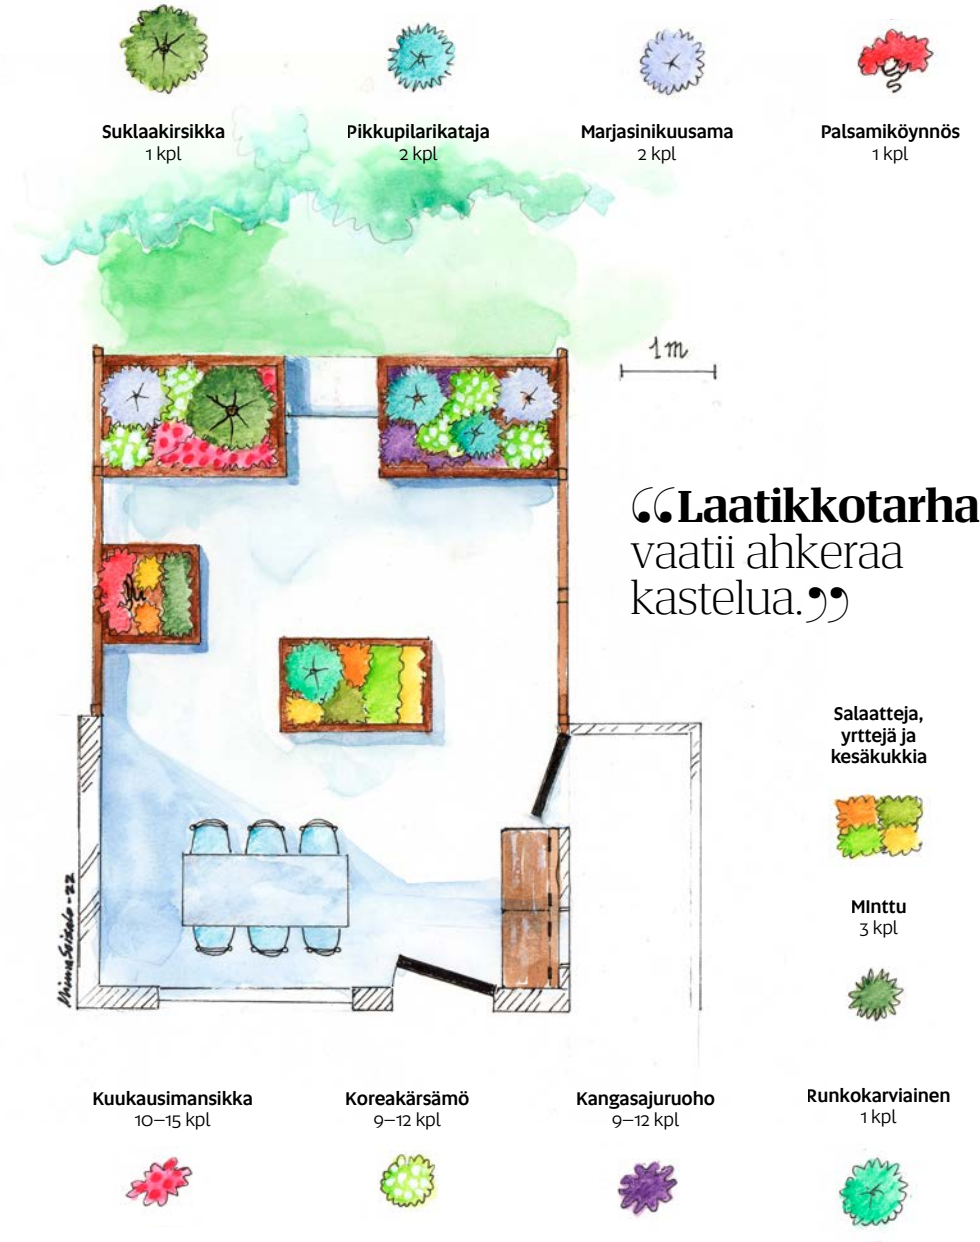 Suklaakirsikka
1 kpl
Pikkupilarikataja
2 kpl
Marjasinikuusama
2 kpl
Palsamiköynnös
1 kpl
1m
“Laatikkotarha
vaatii ahkeraa
kastelua.”
Salaatteja,
yrttejä ja
kesäkukkia
MInttu
3 kpl
Kuukausimansikka
10–15 kpl
Koreakärsämö
9–12 kpl
Kangasajuruoho
9–12 kpl
Runkokarviainen
1 kpl